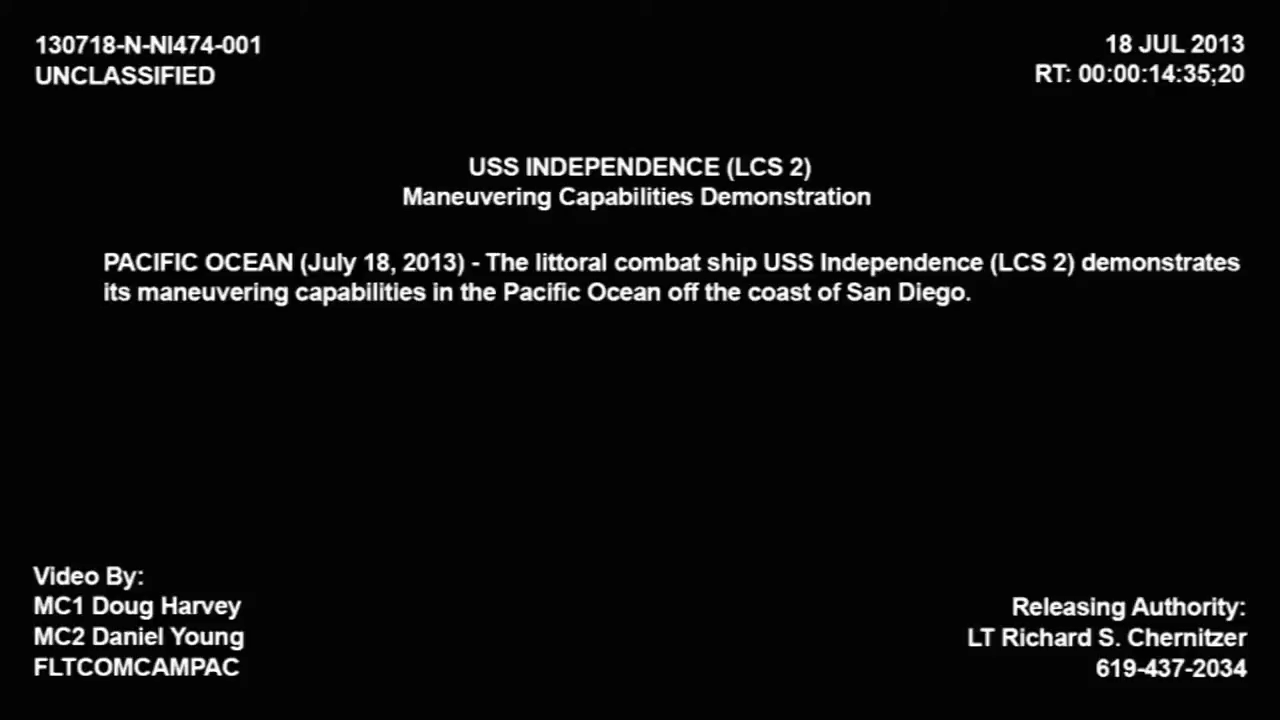 130718-N-NI474-001
UNCLASSIFIED
18 JUL 2013
RT: 00:00:14:35;20
USS INDEPENDENCE (LCS 2)
Maneuvering Capabilities Demonstration
PACIFIC OCEAN (July 18, 2013) - The littoral combat ship USS Independence (LCS 2) demonstrates
its maneuvering capabilities in the Pacific Ocean off the coast of San Diego.
Video By:
MC1 Doug Harvey
MC2 Daniel Young
FLTCOMCAMPAC
Releasing Authority:
LT Richard S. Chernitzer
619-437-2034